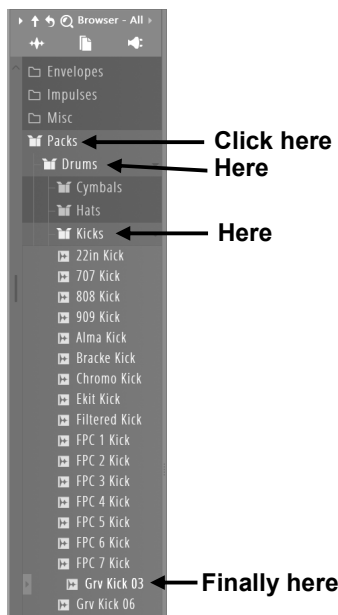 Browser - All
Envelopes
Impulses
Misc
Packs Click here
Drums Here
Cymbals
Hats
Kicks Here
22in Kick
707 Kick
808 Kick
909 Kick
Alma Kick
Bracke Kick
Chromo Kick
Ekit Kick
Filtered Kick
FPC 1 Kick
FPC 2 Kick
FPC 3 Kick
FPC 4 Kick
FPC 5 Kick
FPC 6 Kick
FPC 7 Kick
Grv Kick 03 Finally here
Grv Kick 06